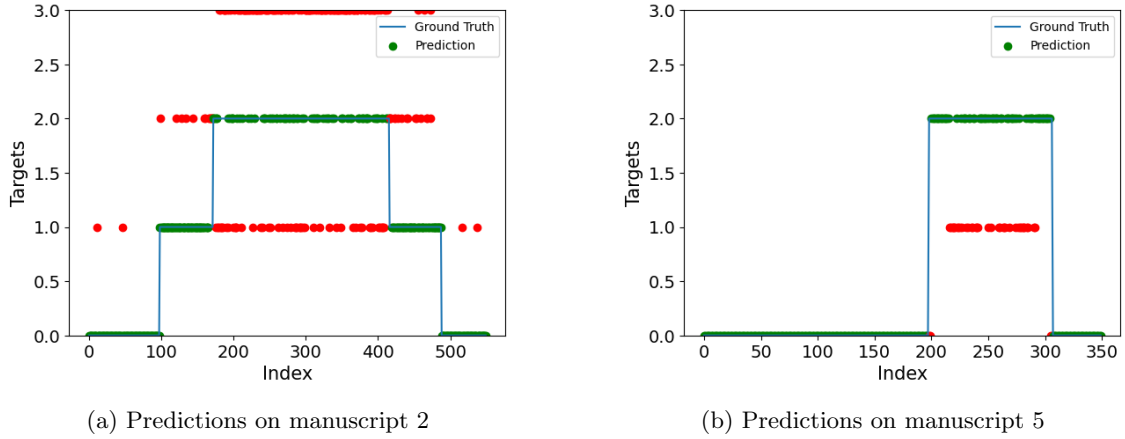 3.0
2.5
2.0
1.5
1.0
0.5
0.0
Targets
0 100 200 300 400 500
Index
Ground Truth
Prediction
(a) Predictions on manuscript 2
3.0
2.5
2.0
1.5
1.0
0.5
0.0
Targets
0 50 100 150 200 250 300 350
Index
Ground Truth
Prediction
(b) Predictions on manuscript 5